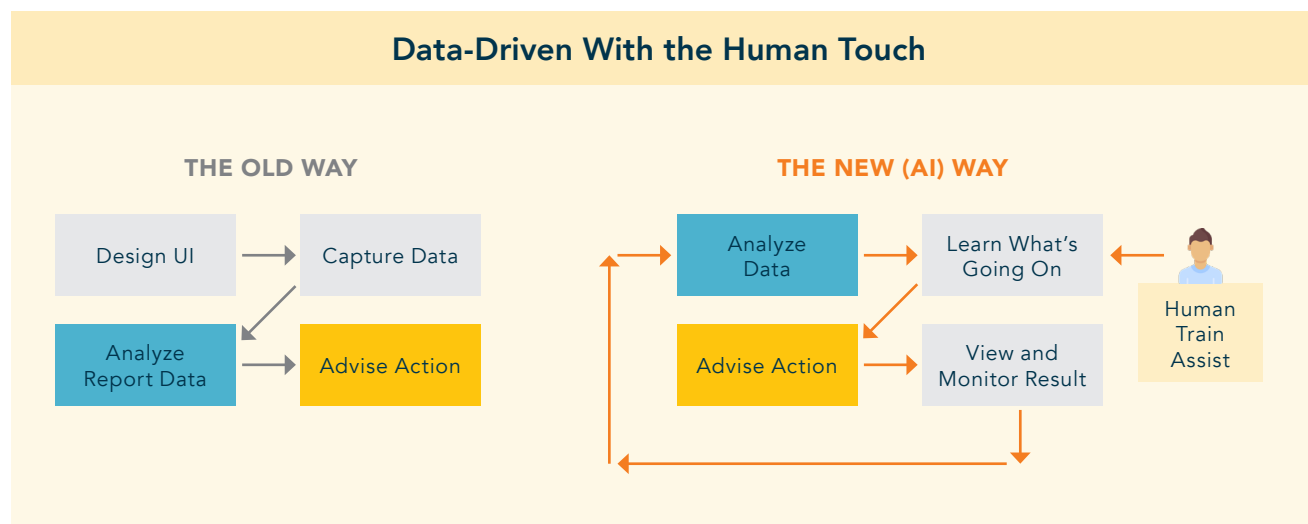 Data-Driven With the Human Touch
THE OLD WAY
Design UI
Capture Data
Analyze
Report Data
Advise Action
THE NEW (AI) WAY
Analyze
Data
Learn What's
Going On
Human
Train
Assist
Advise Action
View and
Monitor Result